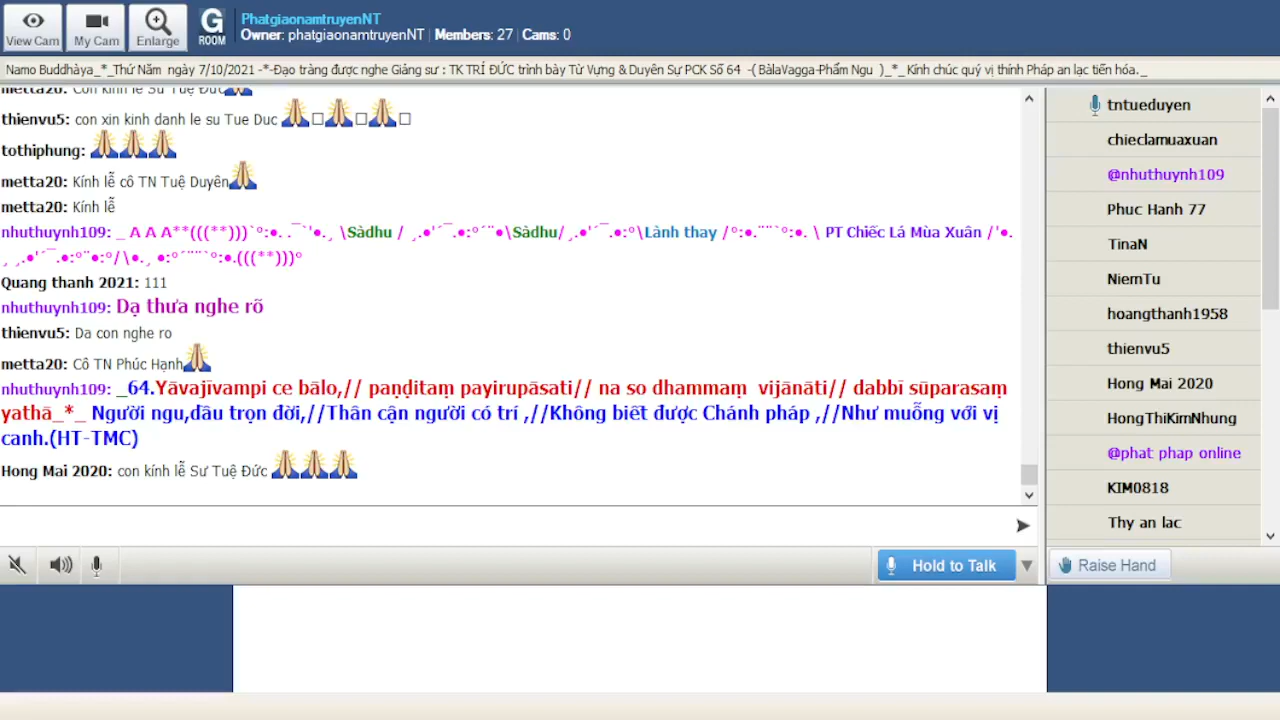 View Cam
My Cam
Enlarge
G
ROOM
PhatgiaonamtruyenNT
Owner: phatgiaonamtruyenNT | Members: 27 | Cams: 0
Namo Buddhàya_*_Thứ Năm ngày 7/10/2021 -*-Đạo tràng được nghe Giảng sư : TK TRÍ ĐỨC trình bày Từ Vựng & Duyên Sự PCK Số 64 -( BàlaVagga-Phẩm Ngu )_*_ Kính chúc quý vị thính Pháp an lạc tiến hóa._
metta20: Con kính lễ Sư Tuệ Đức
thienvu5: con xin kinh danh le su Tue Duc
tothiphung:
metta20: Kính lễ cô TN Tuệ Duyên
metta20: Kính lễ
nhuthuynh109: _ A A A**(((**)))`°:●. .¯`'●.¸ \Sàdhu / ¸.●'´¯.●:°´¨●\Sàdhu/¸.●'´¯.●:°\Lành thay /°:●.¨¨`°:●. \ PT Chiếc Lá Mùa Xuân /'●.
¸ ¸.●'´¯.●:°¨●:°/\●.¸ ●:°´¨¨`°:●.(((**)))°
Quang thanh 2021: 111
nhuthuynh109: Dạ thưa nghe rõ
thienvu5: Da con nghe ro
metta20: Cô TN Phúc Hạnh
nhuthuynh109: _64.Yāvajīvampi ce bālo,// paṇḍitaṃ payirupāsati// na so dhammaṃ vijānāti// dabbī sūparasaṃ
yathā_*_ Người ngu,dầu trọn đời,//Thân cận người có trí ,//Không biết được Chánh pháp ,//Như muỗng với vị
canh.(HT-TMC)
Hong Mai 2020: con kính lễ Sư Tuệ Đức
Hold to Talk
tntueduyen
chieclamuaxuan
@nhuthuynh109
Phuc Hanh 77
TinaN
NiemTu
hoangthanh1958
thienvu5
Hong Mai 2020
HongThiKimNhung
@phat phap online
KIM0818
Thy an lac
Raise Hand